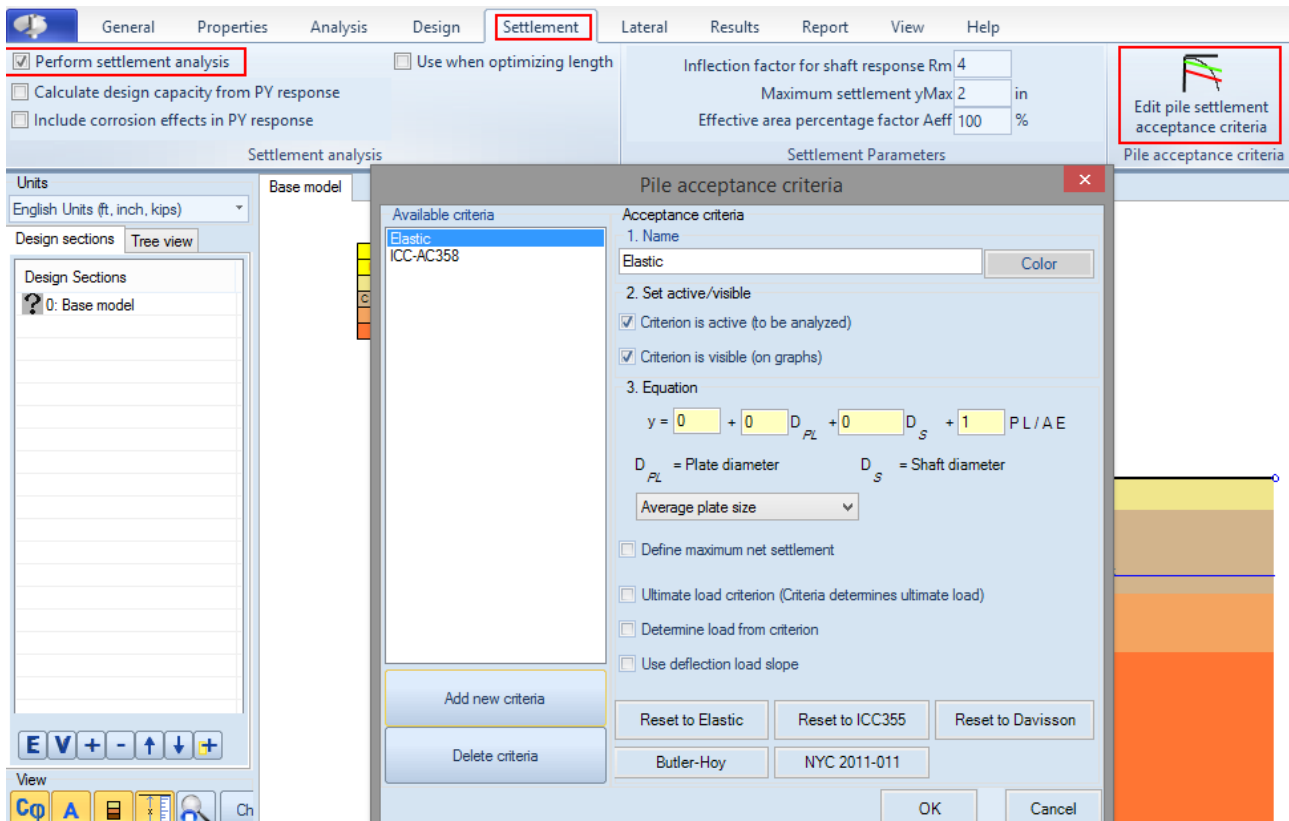 General Properties Analysis Design Settlement Lateral Results Report View Help
Perform settlement analysis
Use when optimizing length
Calculate design capacity from PY response
Include corrosion effects in PY response
Settlement analysis
Inflection factor for shaft response Rm 4
Maximum settlement yMax 2 in
Effective area percentage factor Aeff 100 %
Settlement Parameters
Edit pile settlement
acceptance criteria
Pile acceptance criteria
Units
English Units (ft, inch, kips)
Design sections Tree view
Design Sections
? 0: Base model
E V + - ↑ ↓ +
View
Cφ A x Ch
Base model
C
Pile acceptance criteria
Available criteria
Elastic
ICC-AC358
Add new criteria
Delete criteria
Acceptance criteria
1. Name
Elastic Color
2. Set active/visible
Criterion is active (to be analyzed)
Criterion is visible (on graphs)
3. Equation
y = 0 + 0 D PL + 0 D S + 1 P L / A E
D PL = Plate diameter D S = Shaft diameter
Average plate size
Define maximum net settlement
Ultimate load criterion (Criteria determines ultimate load)
Determine load from criterion
Use deflection load slope
Reset to Elastic Reset to ICC355 Reset to Davisson
Butler-Hoy NYC 2011-011
OK Cancel